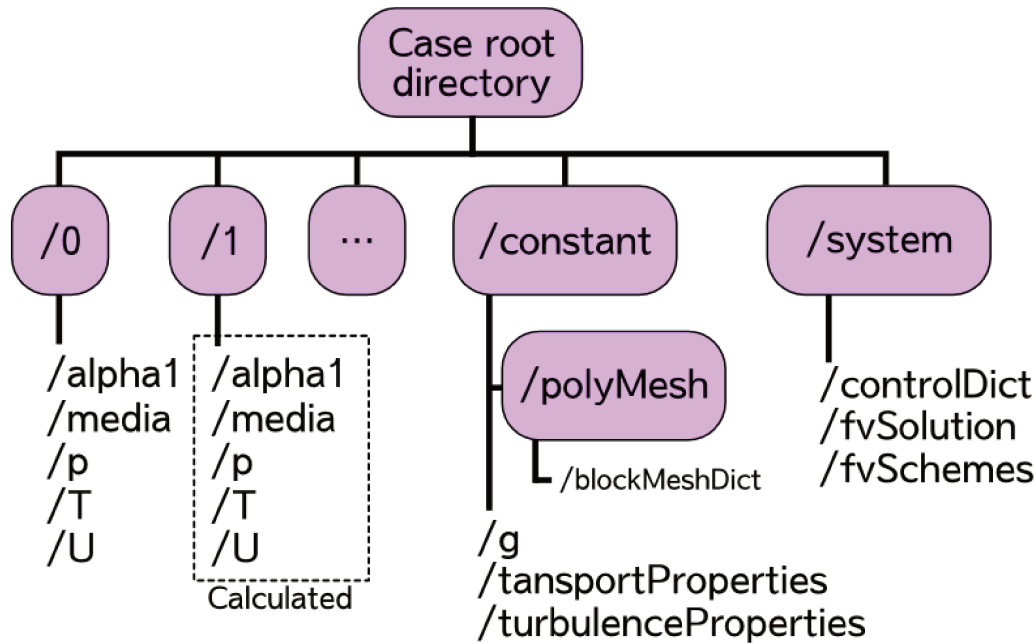 Case root
directory
/0
/1
...
/constant
/system
/alpha1
/media
/p
/T
/U
/alpha1
/media
/p
/T
/U
Calculated
/polyMesh
/blockMeshDict
/g
/tansportProperties
/turbulenceProperties
/controlDict
/fvSolution
/fvSchemes